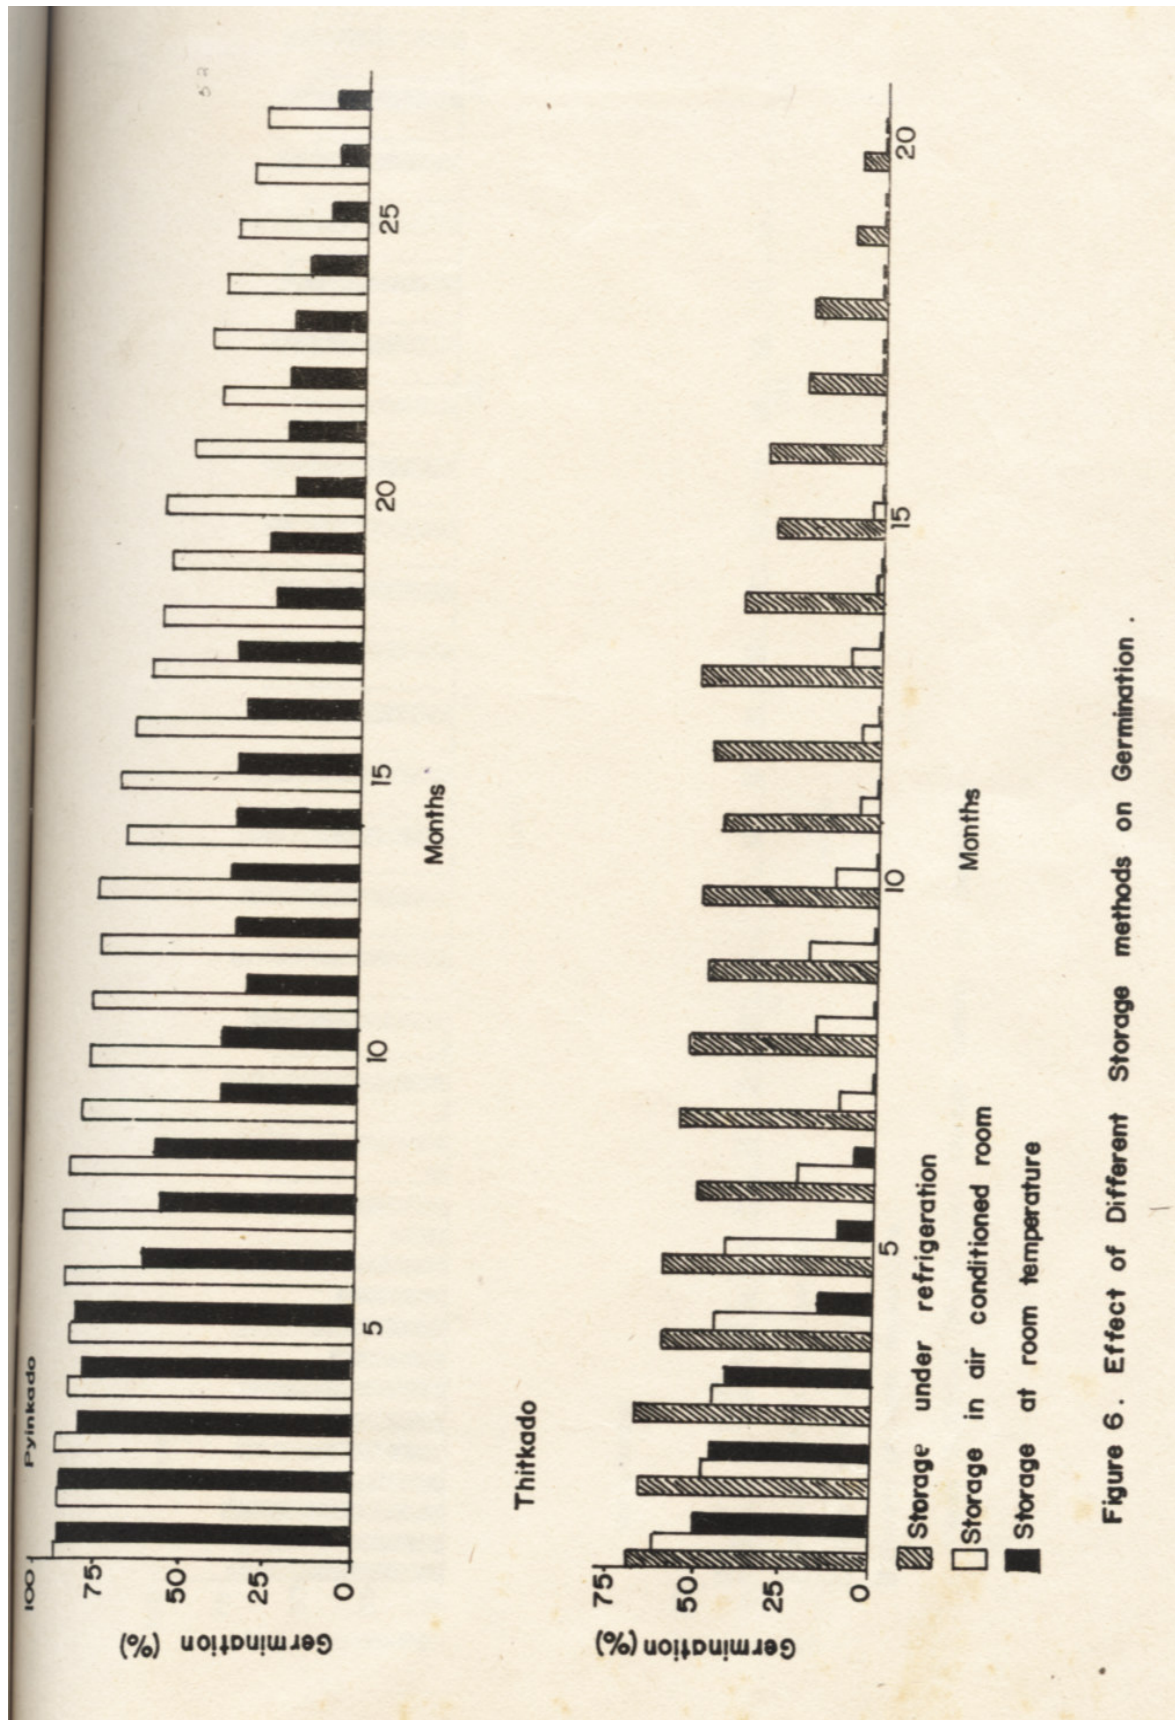 Pyinkado
100
75
50
25
0
Germination (%)
5
10
15
20
25
Months
Thitkado
75
50
25
0
Germination (%)
5
10
15
20
Months
Storage under refrigeration
Storage in air conditioned room
Storage at room temperature
Figure 6. Effect of Different Storage methods on Germination.